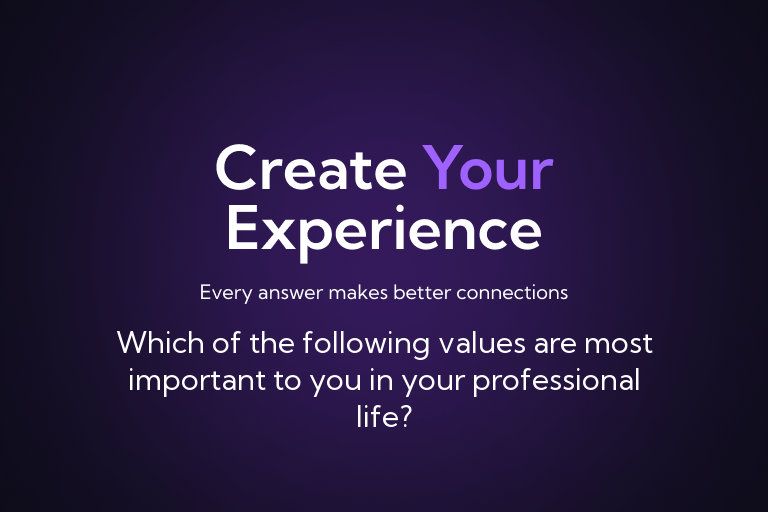 Create Your
Experience
Every answer makes better connections
Which of the following values are most
important to you in your professional
life?